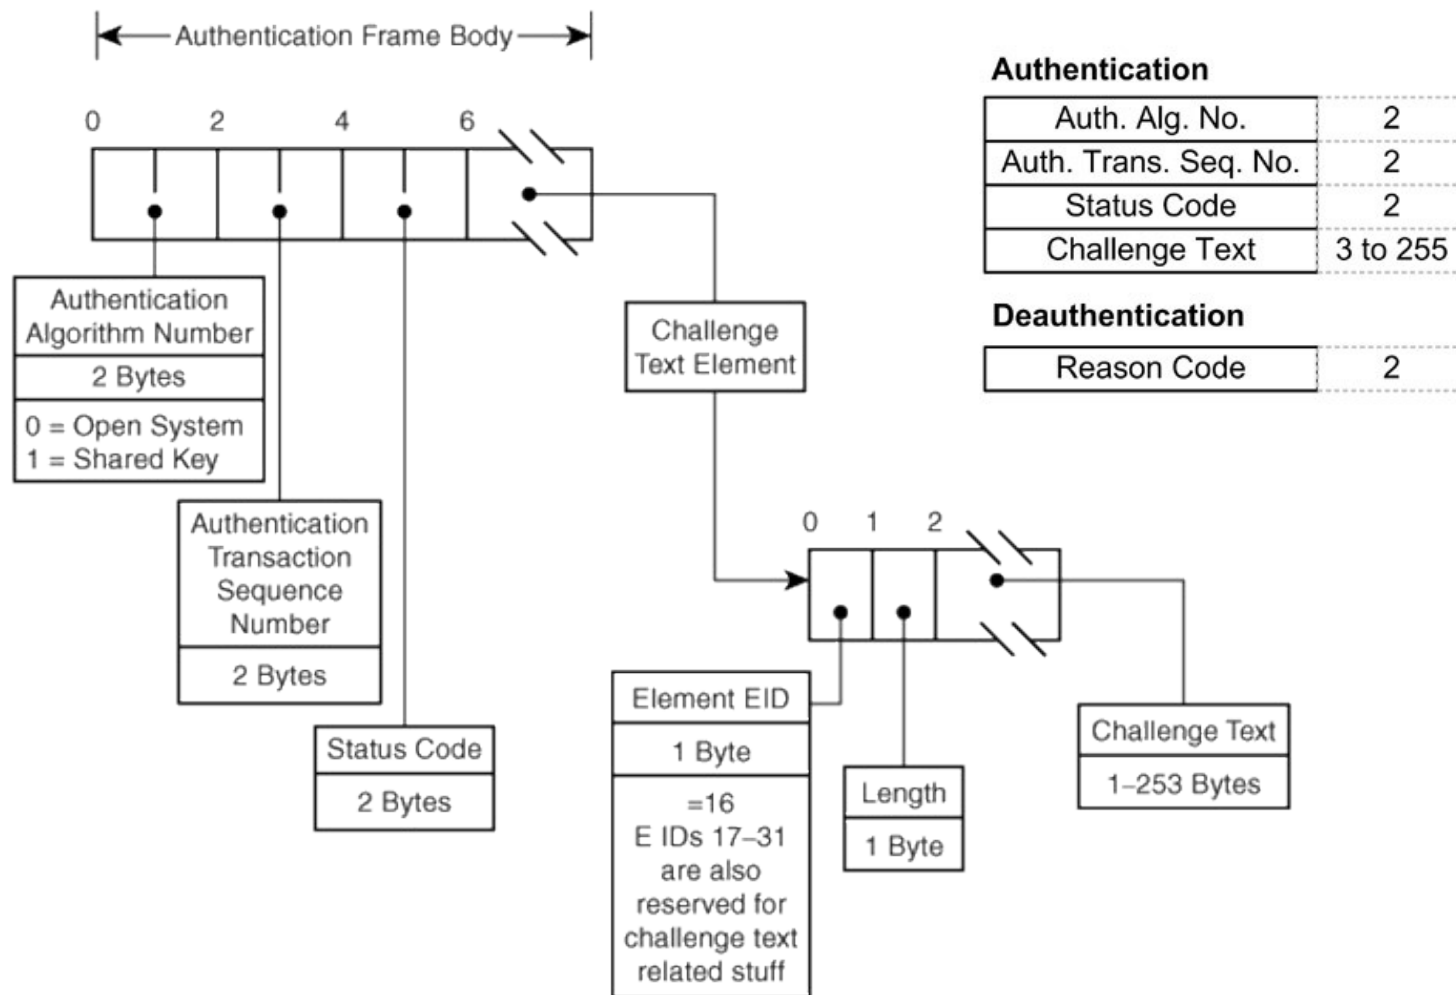 Authentication Frame Body
0 2 4 6
Authentication
Algorithm Number
2 Bytes
0 = Open System
1 = Shared Key
Authentication
Transaction
Sequence
Number
2 Bytes
Status Code
2 Bytes
Challenge
Text Element
0 1 2
Element EID
1 Byte
=16
E IDs 17–31
are also
reserved for
challenge text
related stuff
Length
1 Byte
Challenge Text
1–253 Bytes
Authentication
Auth. Alg. No. 2
Auth. Trans. Seq. No. 2
Status Code 2
Challenge Text 3 to 255
Deauthentication
Reason Code 2